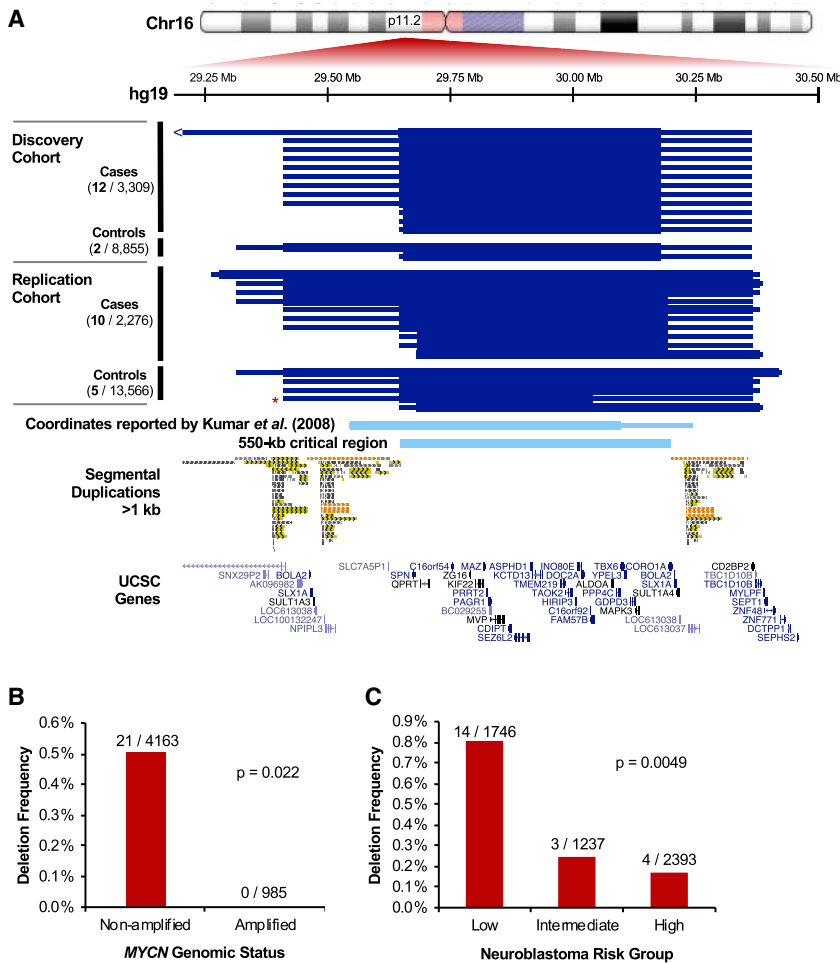 A
Chr16
p11.2
29.25 Mb 29.50 Mb 29.75 Mb 30.00 Mb 30.25 Mb 30.50 Mb
hg19
Discovery
Cohort
Cases
(12 / 3,309)
<
Controls
(2 / 8,855)
Replication
Cohort
Cases
(10 / 2,276)
Controls
(5 / 13,566)
*
Coordinates reported by Kumar et al. (2008)
550-kb critical region
Segmental
Duplications
>1 kb
UCSC
Genes
SLC7A5P1 C16orf54 MAZ ASPHD1 INO80E TBX6 CORO1A CD2BP2
SNX29P2 BOLA2 SPN ZG16 KCTD13 DOC2A YPEL3 BOLA2 TBC1D10B
AK096982 QPRT KIF22 TMEM219 ALDOA SLX1A TBC1D10B
SLX1A PRRT2 TAOK2 PPP4C SULT1A4 MYLPF
SULT1A3 PAGR1 HIRIP3 GDPD3 SEPT1
LOC613038 BC029255 C16orf92 MAPK3 LOC613038 ZNF48
LOC100132247 MVP FAM57B LOC613037 ZNF771
NPIPL3 CDIPT DCTPP1
SEZ6L2 SEPHS2
B
Deletion Frequency
0.6%
0.5%
0.4%
0.3%
0.2%
0.1%
0.0%
21 / 4163
p = 0.022
0 / 985
Non-amplified Amplified
MYCN Genomic Status
C
Deletion Frequency
0.9%
0.8%
0.7%
0.6%
0.5%
0.4%
0.3%
0.2%
0.1%
0.0%
14 / 1746
p = 0.0049
3 / 1237
4 / 2393
Low Intermediate High
Neuroblastoma Risk Group